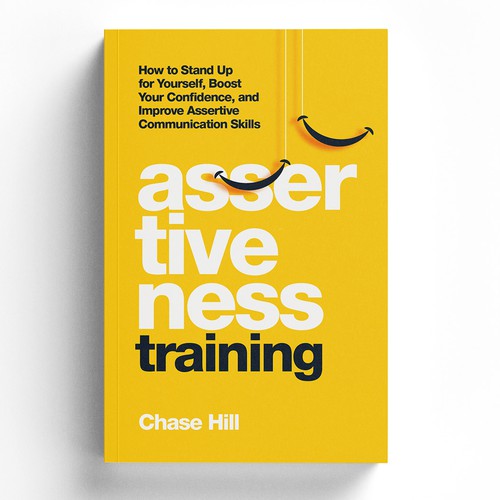 How to Stand Up
for Yourself, Boost
Your Confidence, and
Improve Assertive
Communication Skills
asser
tive
ness
training
Chase Hill